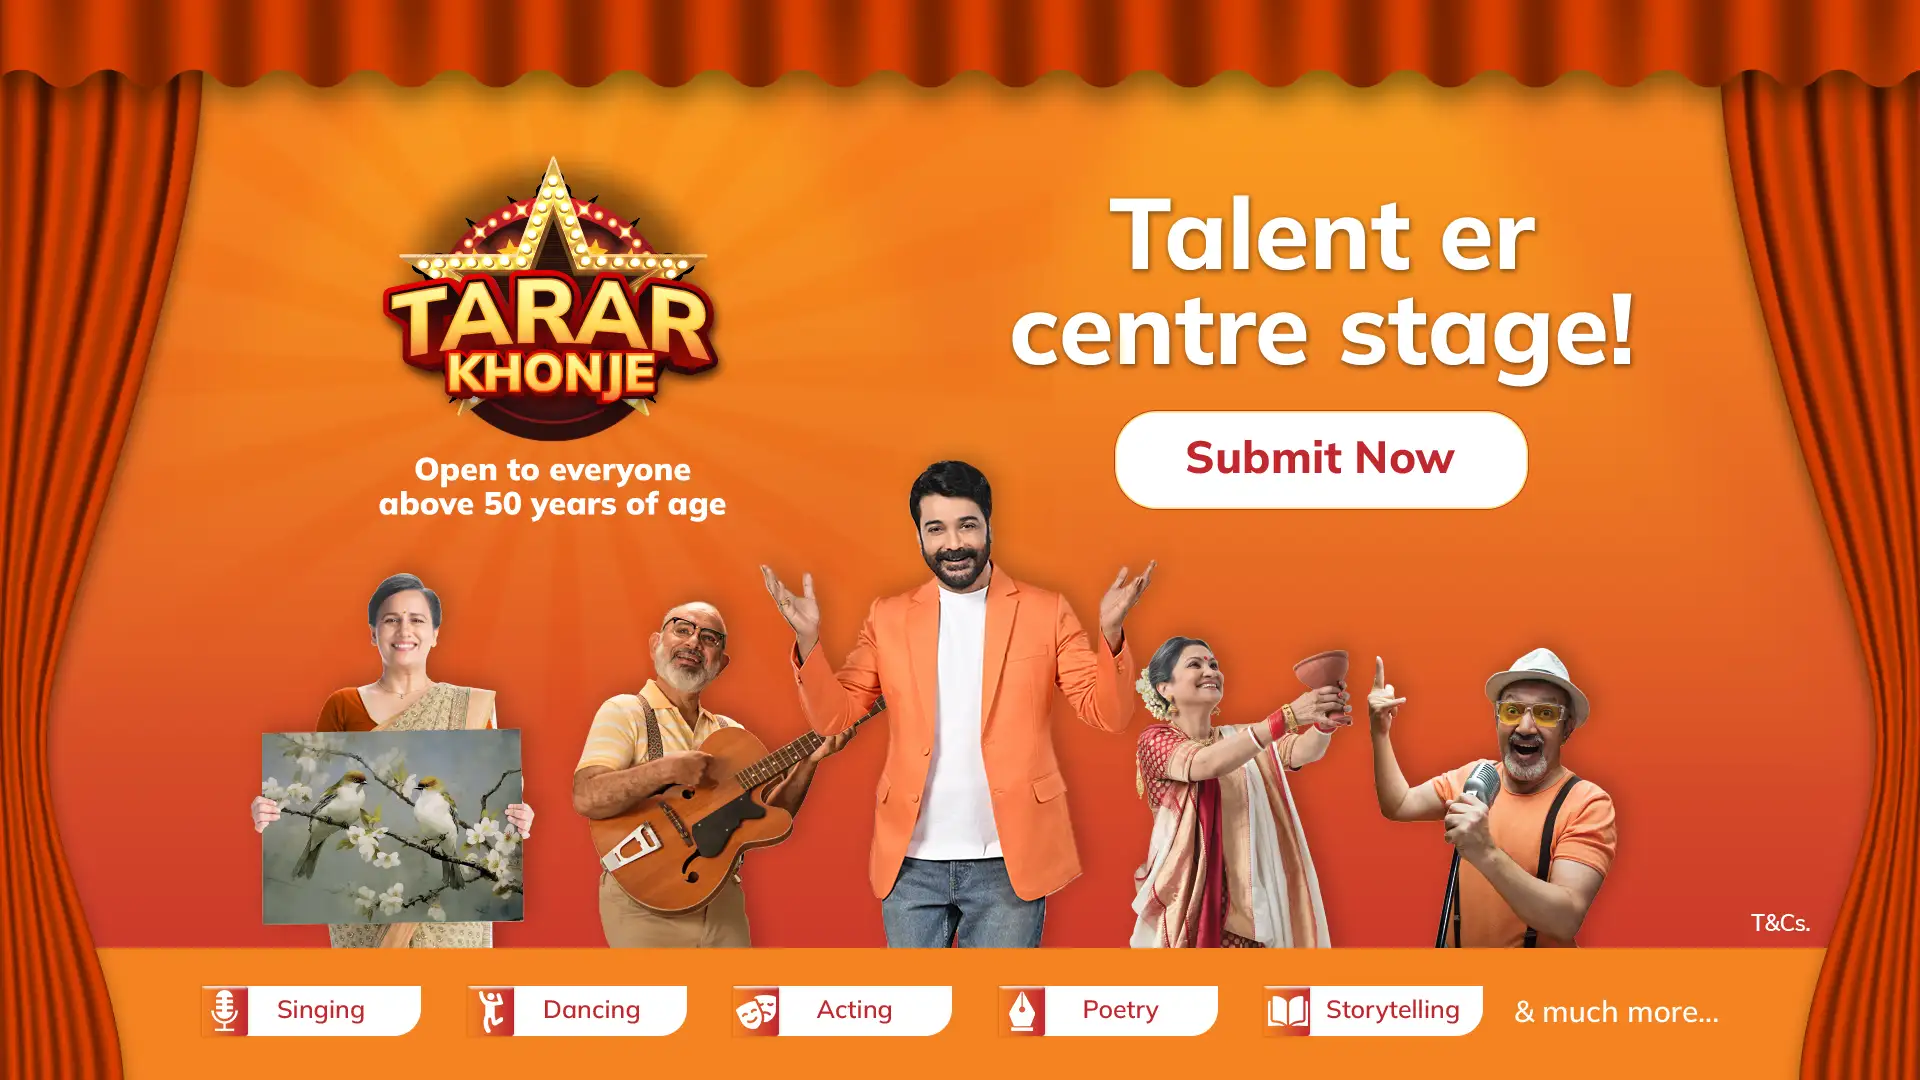 TARAR
KHONJE
Open to everyone
above 50 years of age
Talent er
centre stage!
Submit Now
T&Cs.
Singing
Dancing
Acting
Poetry
Storytelling
& much more...